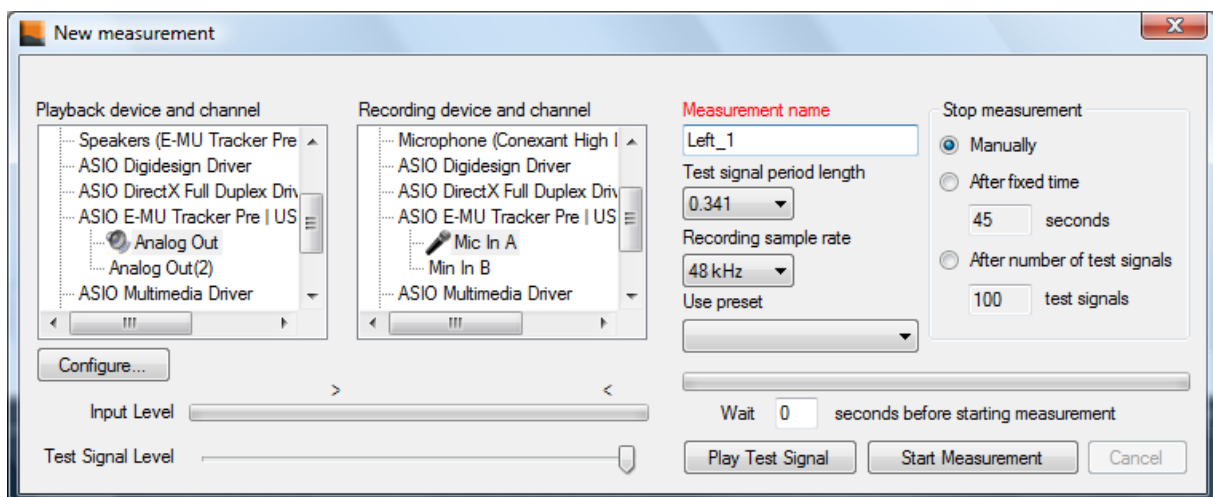 New measurement
Playback device and channel
Speakers (E-MU Tracker Pre
ASIO Digidesign Driver
ASIO DirectX Full Duplex Driv
ASIO E-MU Tracker Pre | US
Analog Out
Analog Out(2)
ASIO Multimedia Driver
Configure...
Recording device and channel
Microphone (Conexant High
ASIO Digidesign Driver
ASIO DirectX Full Duplex Driv
ASIO E-MU Tracker Pre | US
Mic In A
Min In B
ASIO Multimedia Driver
> <
Input Level
Test Signal Level
Measurement name
Left_1
Test signal period length
0.341
Recording sample rate
48 kHz
Use preset
Stop measurement
Manually
After fixed time
45 seconds
After number of test signals
100 test signals
Wait 0 seconds before starting measurement
Play Test Signal Start Measurement Cancel